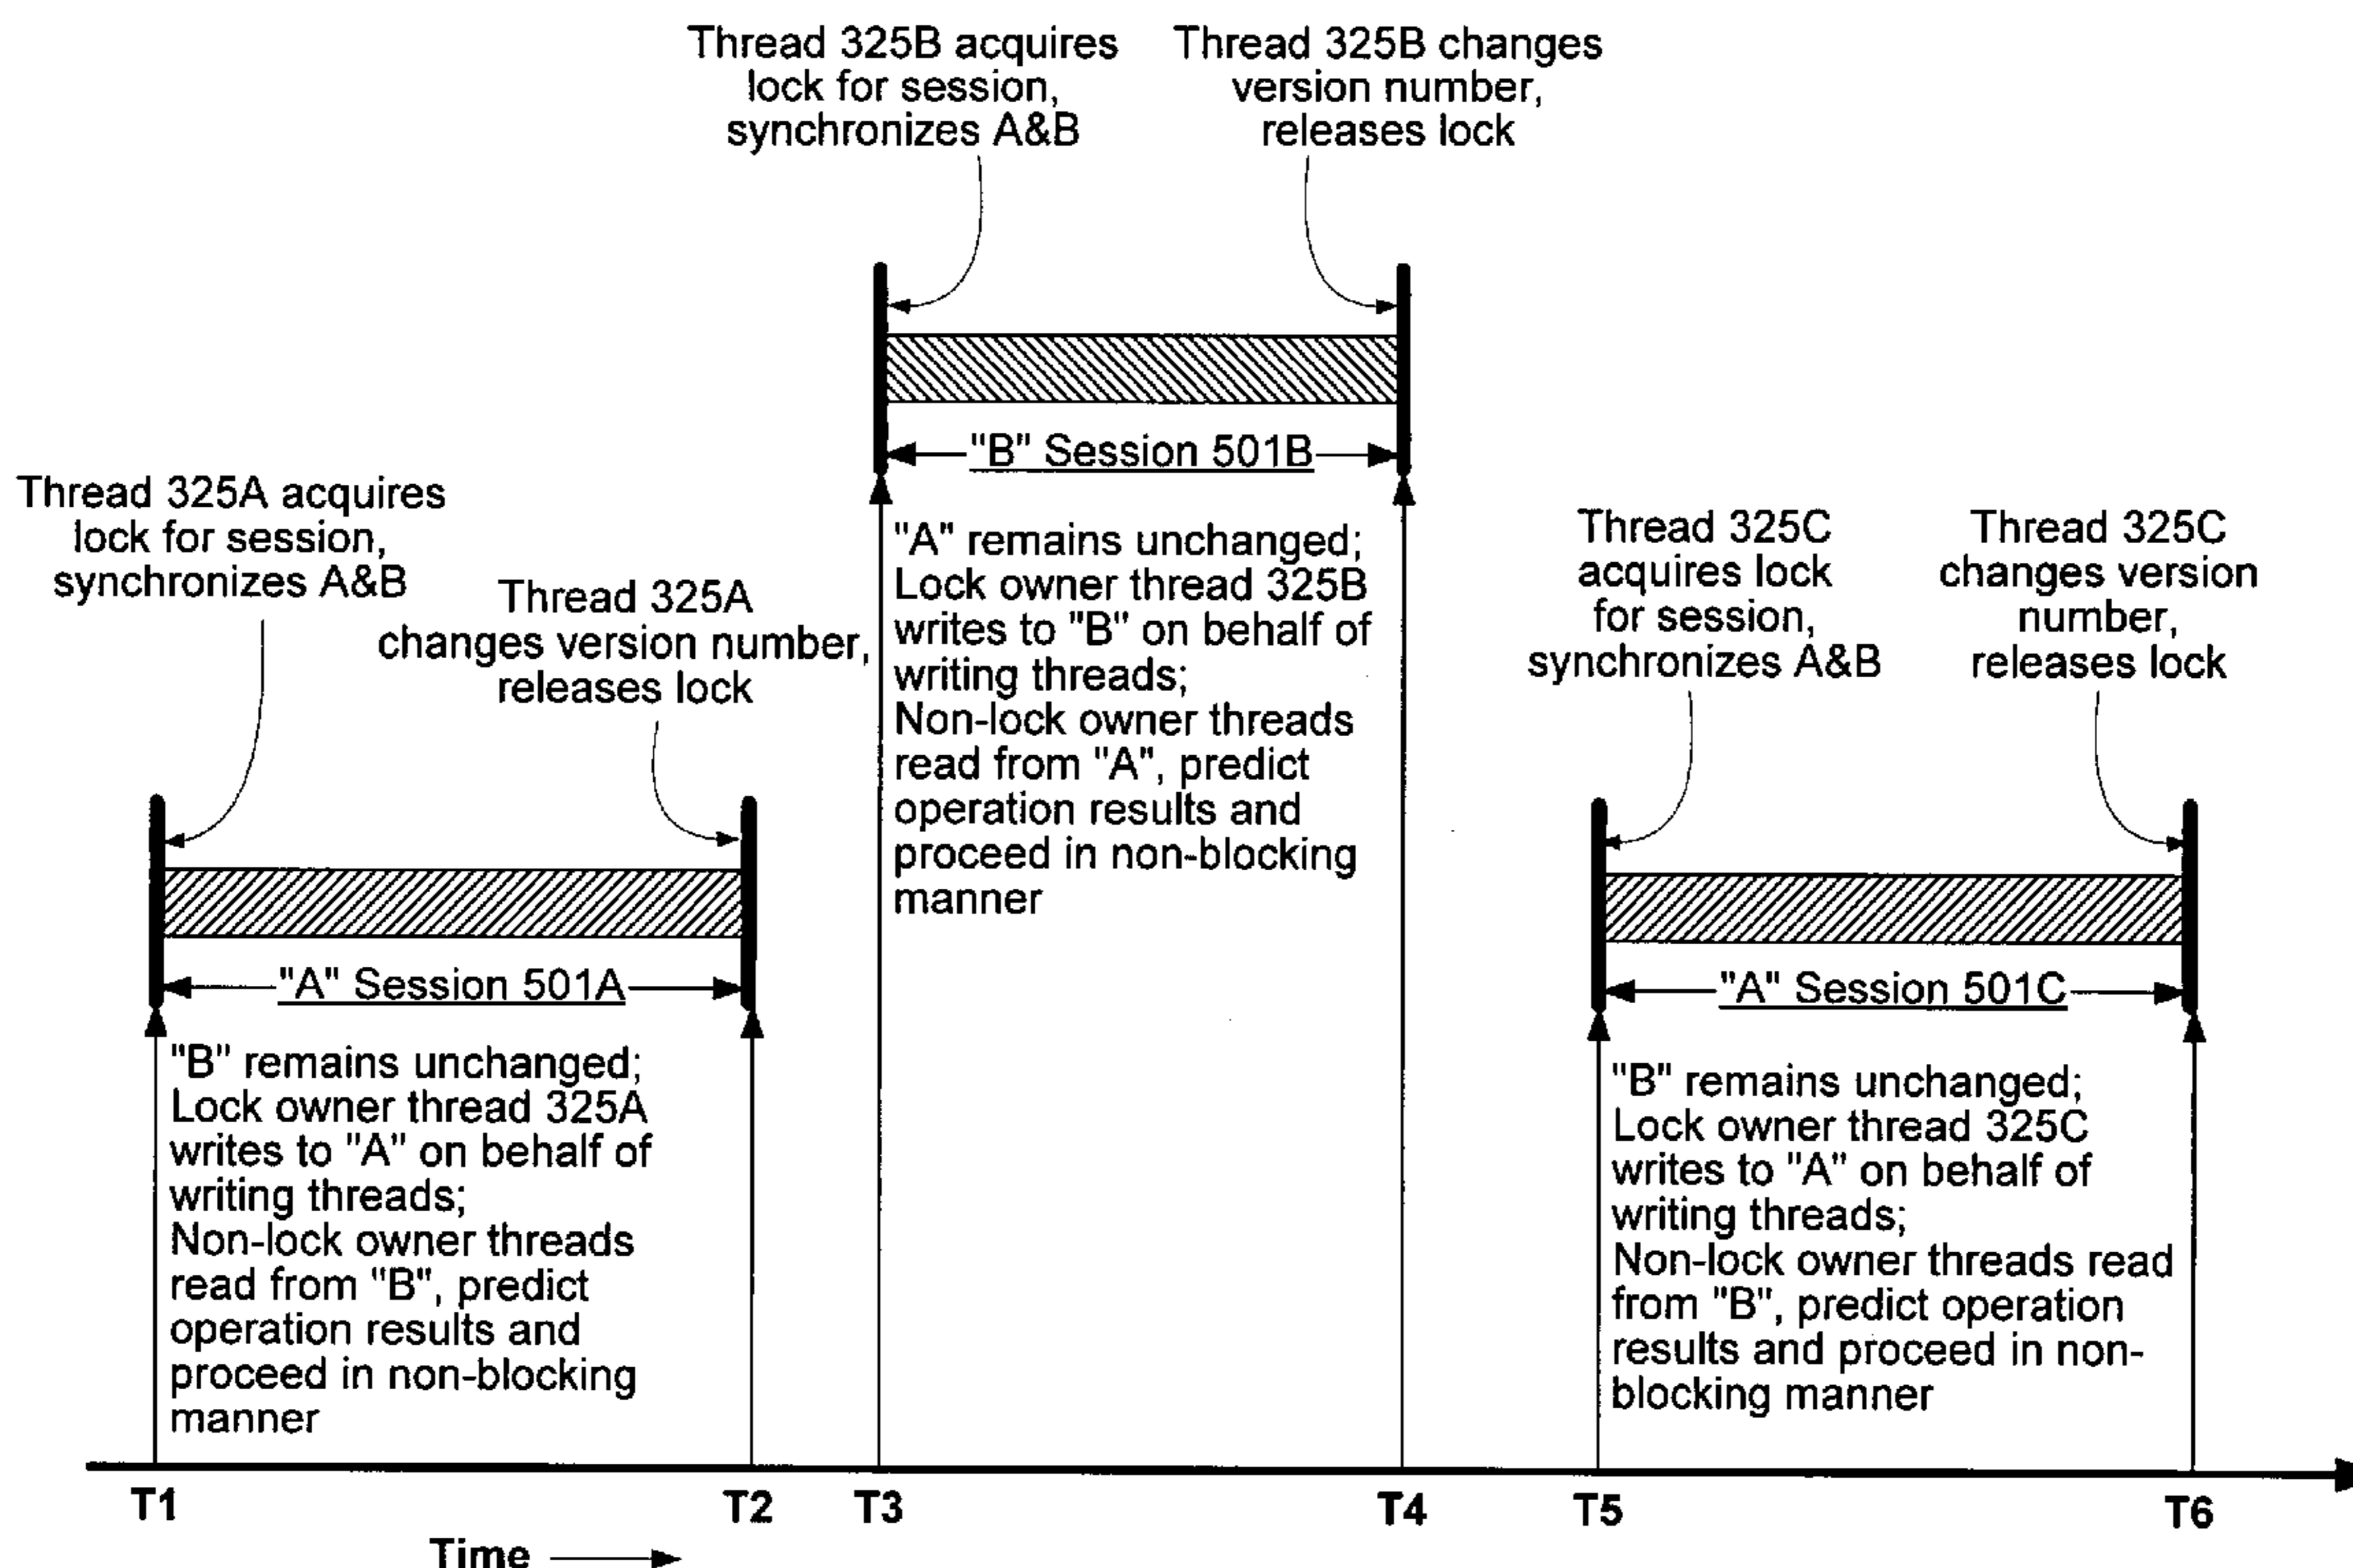 Thread 325B acquires
lock for session,
synchronizes A&B
Thread 325B changes
version number,
releases lock
"B" Session 501B
Thread 325A acquires
lock for session,
synchronizes A&B
Thread 325A
changes version number,
releases lock
"A" remains unchanged;
Lock owner thread 325B
writes to "B" on behalf of
writing threads;
Non-lock owner threads
read from "A", predict
operation results and
proceed in non-blocking
manner
Thread 325C
acquires lock
for session,
synchronizes A&B
Thread 325C
changes version
number,
releases lock
"A" Session 501A
"A" Session 501C
"B" remains unchanged;
Lock owner thread 325A
writes to "A" on behalf of
writing threads;
Non-lock owner threads
read from "B", predict
operation results and
proceed in non-blocking
manner
"B" remains unchanged;
Lock owner thread 325C
writes to "A" on behalf of
writing threads;
Non-lock owner threads read
from "B", predict operation
results and proceed in non-
blocking manner
T1 T2 T3 T4 T5 T6
Time